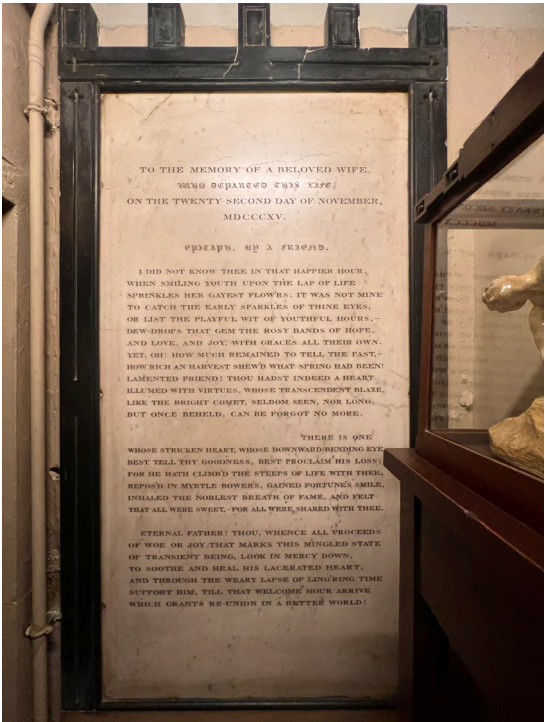 TO THE MEMORY OF A BELOVED WIFE,
WHO DEPARTED THIS LIFE,
ON THE TWENTY-SECOND DAY OF NOVEMBER,
MDCCCXV.
EPITAPH, BY A FRIEND.
I DID NOT KNOW THEE IN THAT HAPPIER HOUR,
WHEN SMILING YOUTH UPON THE LAP OF LIFE
SPRINKLES HER GAYEST FLOW'RS: IT WAS NOT MINE
TO CATCH THE EARLY SPARKLES OF THINE EYES,
OR LIST THE PLAYFUL WIT OF YOUTHFUL HOURS,—
DEW-DROPS THAT GEM THE ROSY BANDS OF HOPE,
AND LOVE, AND JOY, WITH GRACES ALL THEIR OWN.
YET, OH! HOW MUCH REMAINED TO TELL THE PAST,—
HOW RICH AN HARVEST SHEW'D WHAT SPRING HAD BEEN!
LAMENTED FRIEND! THOU HADST INDEED A HEART
ILLUMED WITH VIRTUES, WHOSE TRANSCENDENT BLAZE,
LIKE THE BRIGHT COMET, SELDOM SEEN, NOR LONG,
BUT ONCE BEHELD, CAN BE FORGOT NO MORE.
THERE IS ONE
WHOSE STRICKEN HEART, WHOSE DOWNWARD-BENDING EYE
BEST TELL THY GOODNESS, BEST PROCLAIM HIS LOSS;
FOR HE HATH CLIMB'D THE STEEPS OF LIFE WITH THEE,
REPOS'D IN MYRTLE BOWERS, GAINED FORTUNE'S SMILE,
INHALED THE NOBLEST BREATH OF FAME, AND FELT
THAT ALL WERE SWEET,—FOR ALL WERE SHARED WITH THEE.
ETERNAL FATHER! THOU, WHENCE ALL PROCEEDS
OF WOE OR JOY, THAT MARKS THIS MINGLED STATE
OF TRANSIENT BEING, LOOK IN MERCY DOWN,
TO SOOTHE AND HEAL HIS LACERATED HEART;
AND THROUGH THE WEARY LAPSE OF LING'RING TIME
SUPPORT HIM, TILL THAT WELCOME HOUR ARRIVE
WHICH GRANTS RE-UNION IN A BETTER WORLD!